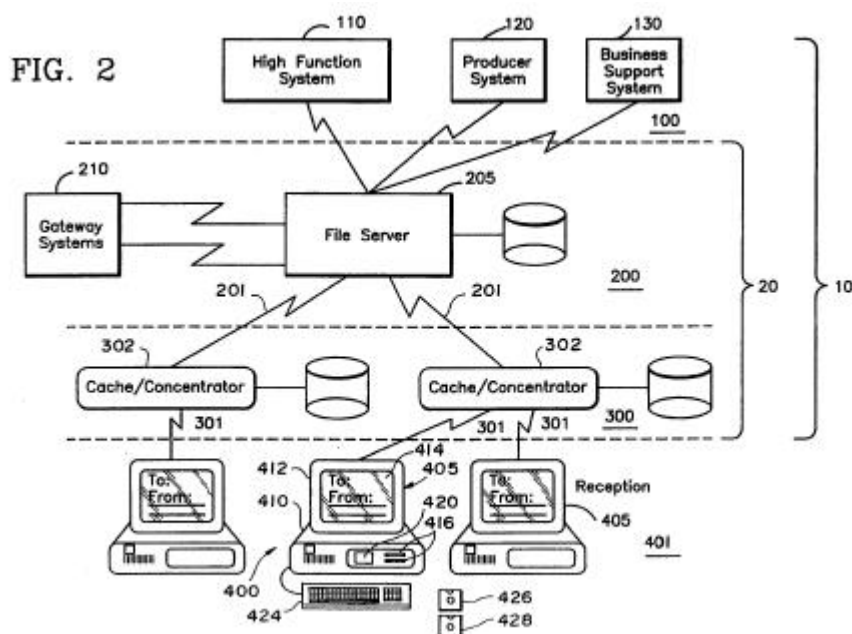 FIG. 2
110
120
130
High Function
System
Producer
System
Business
Support
System
100
210
205
Gateway
Systems
File Server
201
201
200
20
10
302
302
Cache/Concentrator
Cache/Concentrator
301
301
301
300
412
414
405
410
420
416
To:
From:
To:
From:
To:
From:
Reception
405
401
400
424
426
428